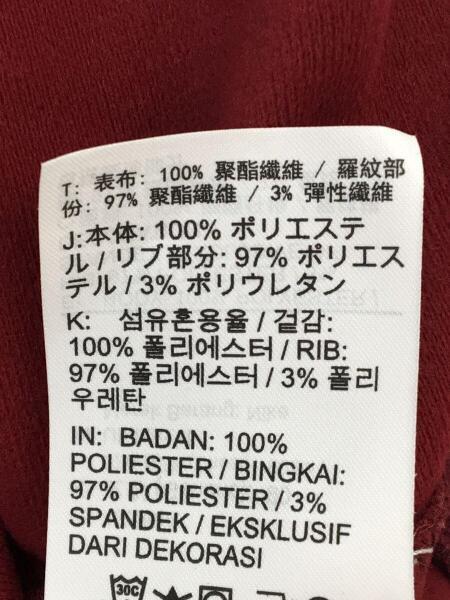 T: 表布: 100% 聚酯纖維 / 羅紋部
份: 97% 聚酯纖維 / 3% 彈性纖維
J:本体: 100% ポリエステ
ル / リブ部分: 97% ポリエス
テル / 3% ポリウレタン
K: 섬유혼용율 / 겉감:
100% 폴리에스터 / RIB:
97% 폴리에스터 / 3% 폴리
우레탄
IN: BADAN: 100%
POLIESTER / BINGKAI:
97% POLIESTER / 3%
SPANDEK / EKSKLUSIF
DARI DEKORASI
30C